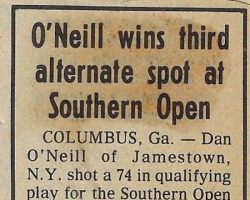 O'Neill wins third
alternate spot at
Southern Open
COLUMBUS, Ga. — Dan
O'Neill of Jamestown,
N.Y. shot a 74 in qualifying
play for the Southern Open